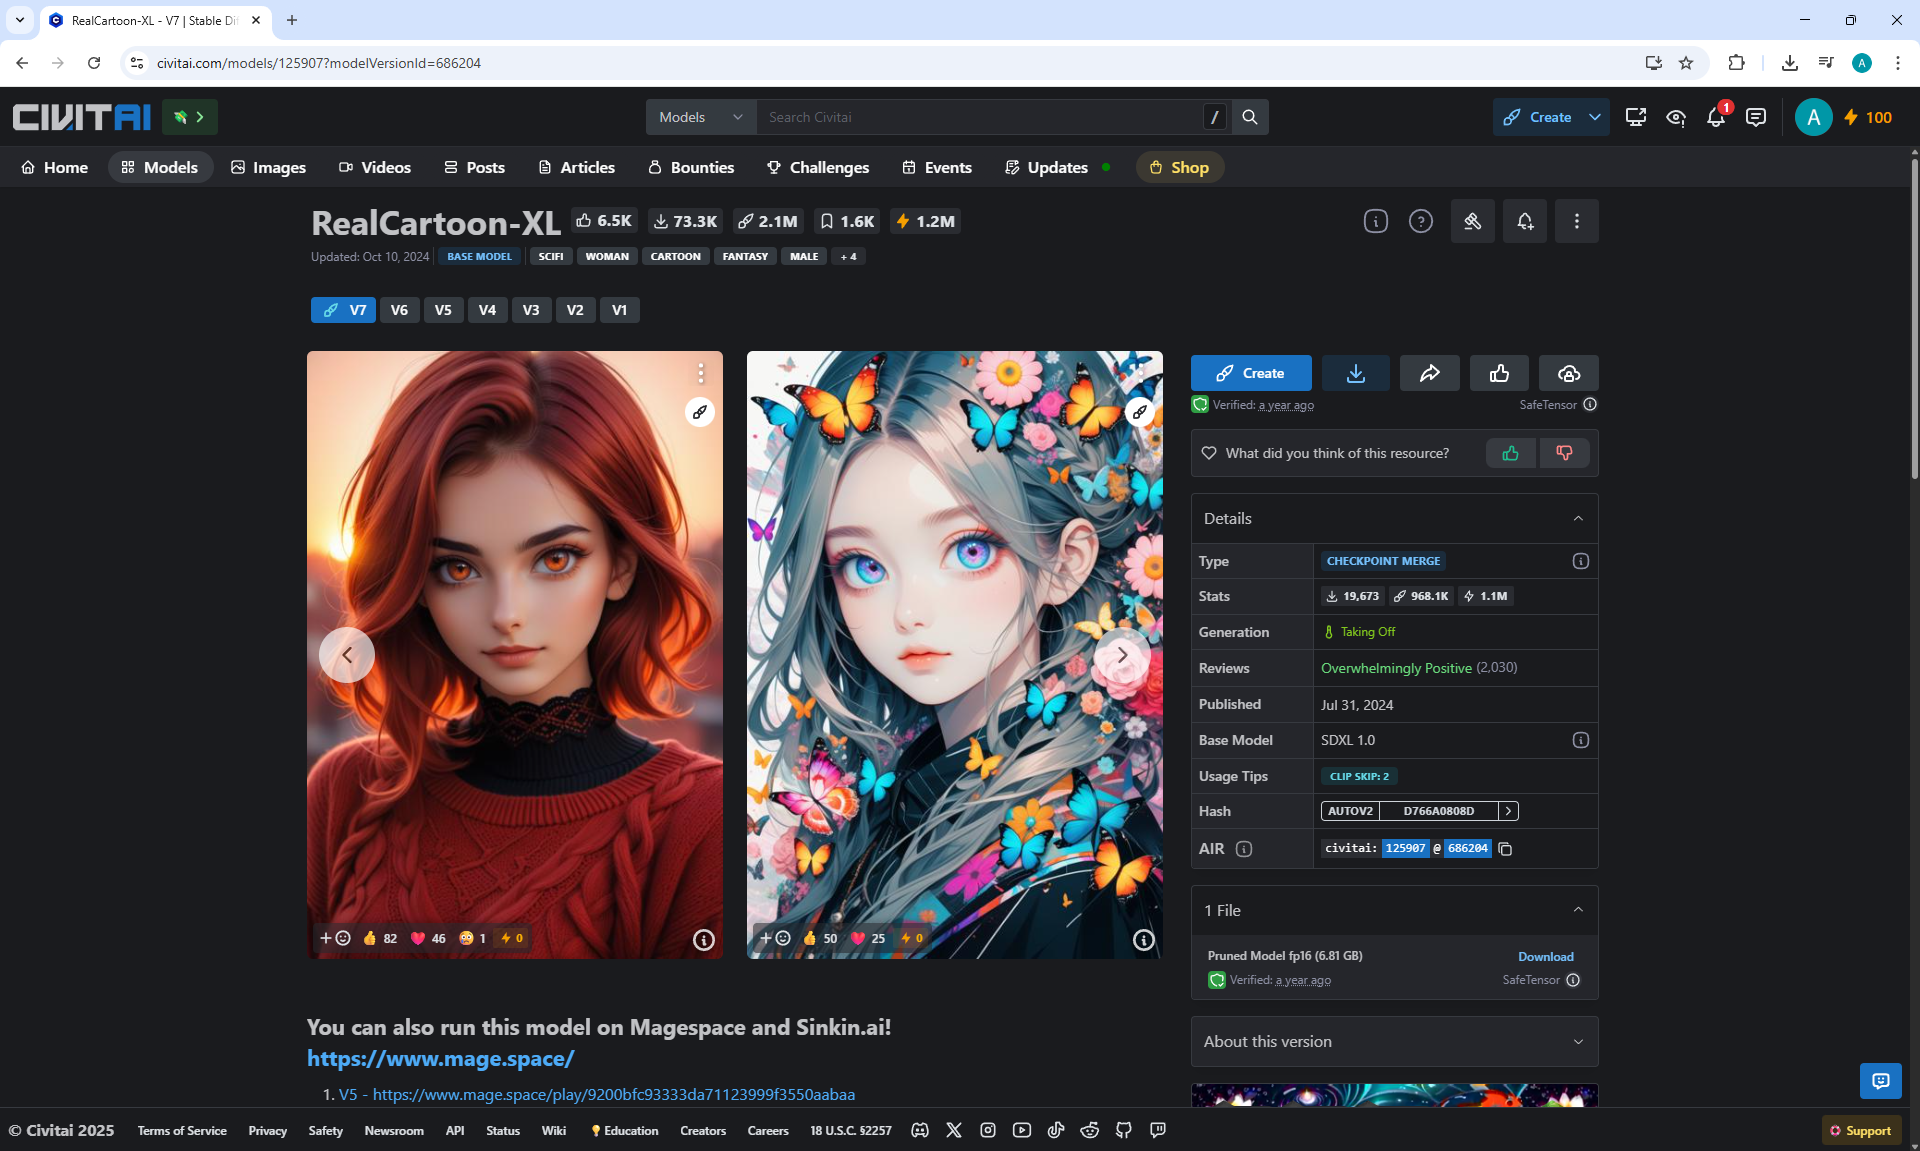 RealCartoon-XL - V7 | Stable Di
civitai.com/models/125907?modelVersionId=686204
A
CIVITAI
Models
Search Civitai
/
Create
1
A
100
Home
Models
Images
Videos
Posts
Articles
Bounties
Challenges
Events
Updates
Shop
RealCartoon-XL
6.5K
73.3K
2.1M
1.6K
1.2M
Updated: Oct 10, 2024
BASE MODEL
SCIFI
WOMAN
CARTOON
FANTASY
MALE
+ 4
V7
V6
V5
V4
V3
V2
V1
Create
Verified: a year ago
SafeTensor
What did you think of this resource?
Details
Type
CHECKPOINT MERGE
Stats
19,673
968.1K
1.1M
Generation
Taking Off
Reviews
Overwhelmingly Positive (2,030)
Published
Jul 31, 2024
Base Model
SDXL 1.0
Usage Tips
CLIP SKIP: 2
Hash
AUTOV2
D766A0808D
AIR
civitai: 125907 @ 686204
82
46
1
0
50
25
0
1 File
Pruned Model fp16 (6.81 GB)
Download
Verified: a year ago
SafeTensor
About this version
You can also run this model on Magespace and Sinkin.ai!
https://www.mage.space/
1. V5 - https://www.mage.space/play/9200bfc93333da71123999f3550aabaa
© Civitai 2025
Terms of Service
Privacy
Safety
Newsroom
API
Status
Wiki
Education
Creators
Careers
18 U.S.C. §2257
Support